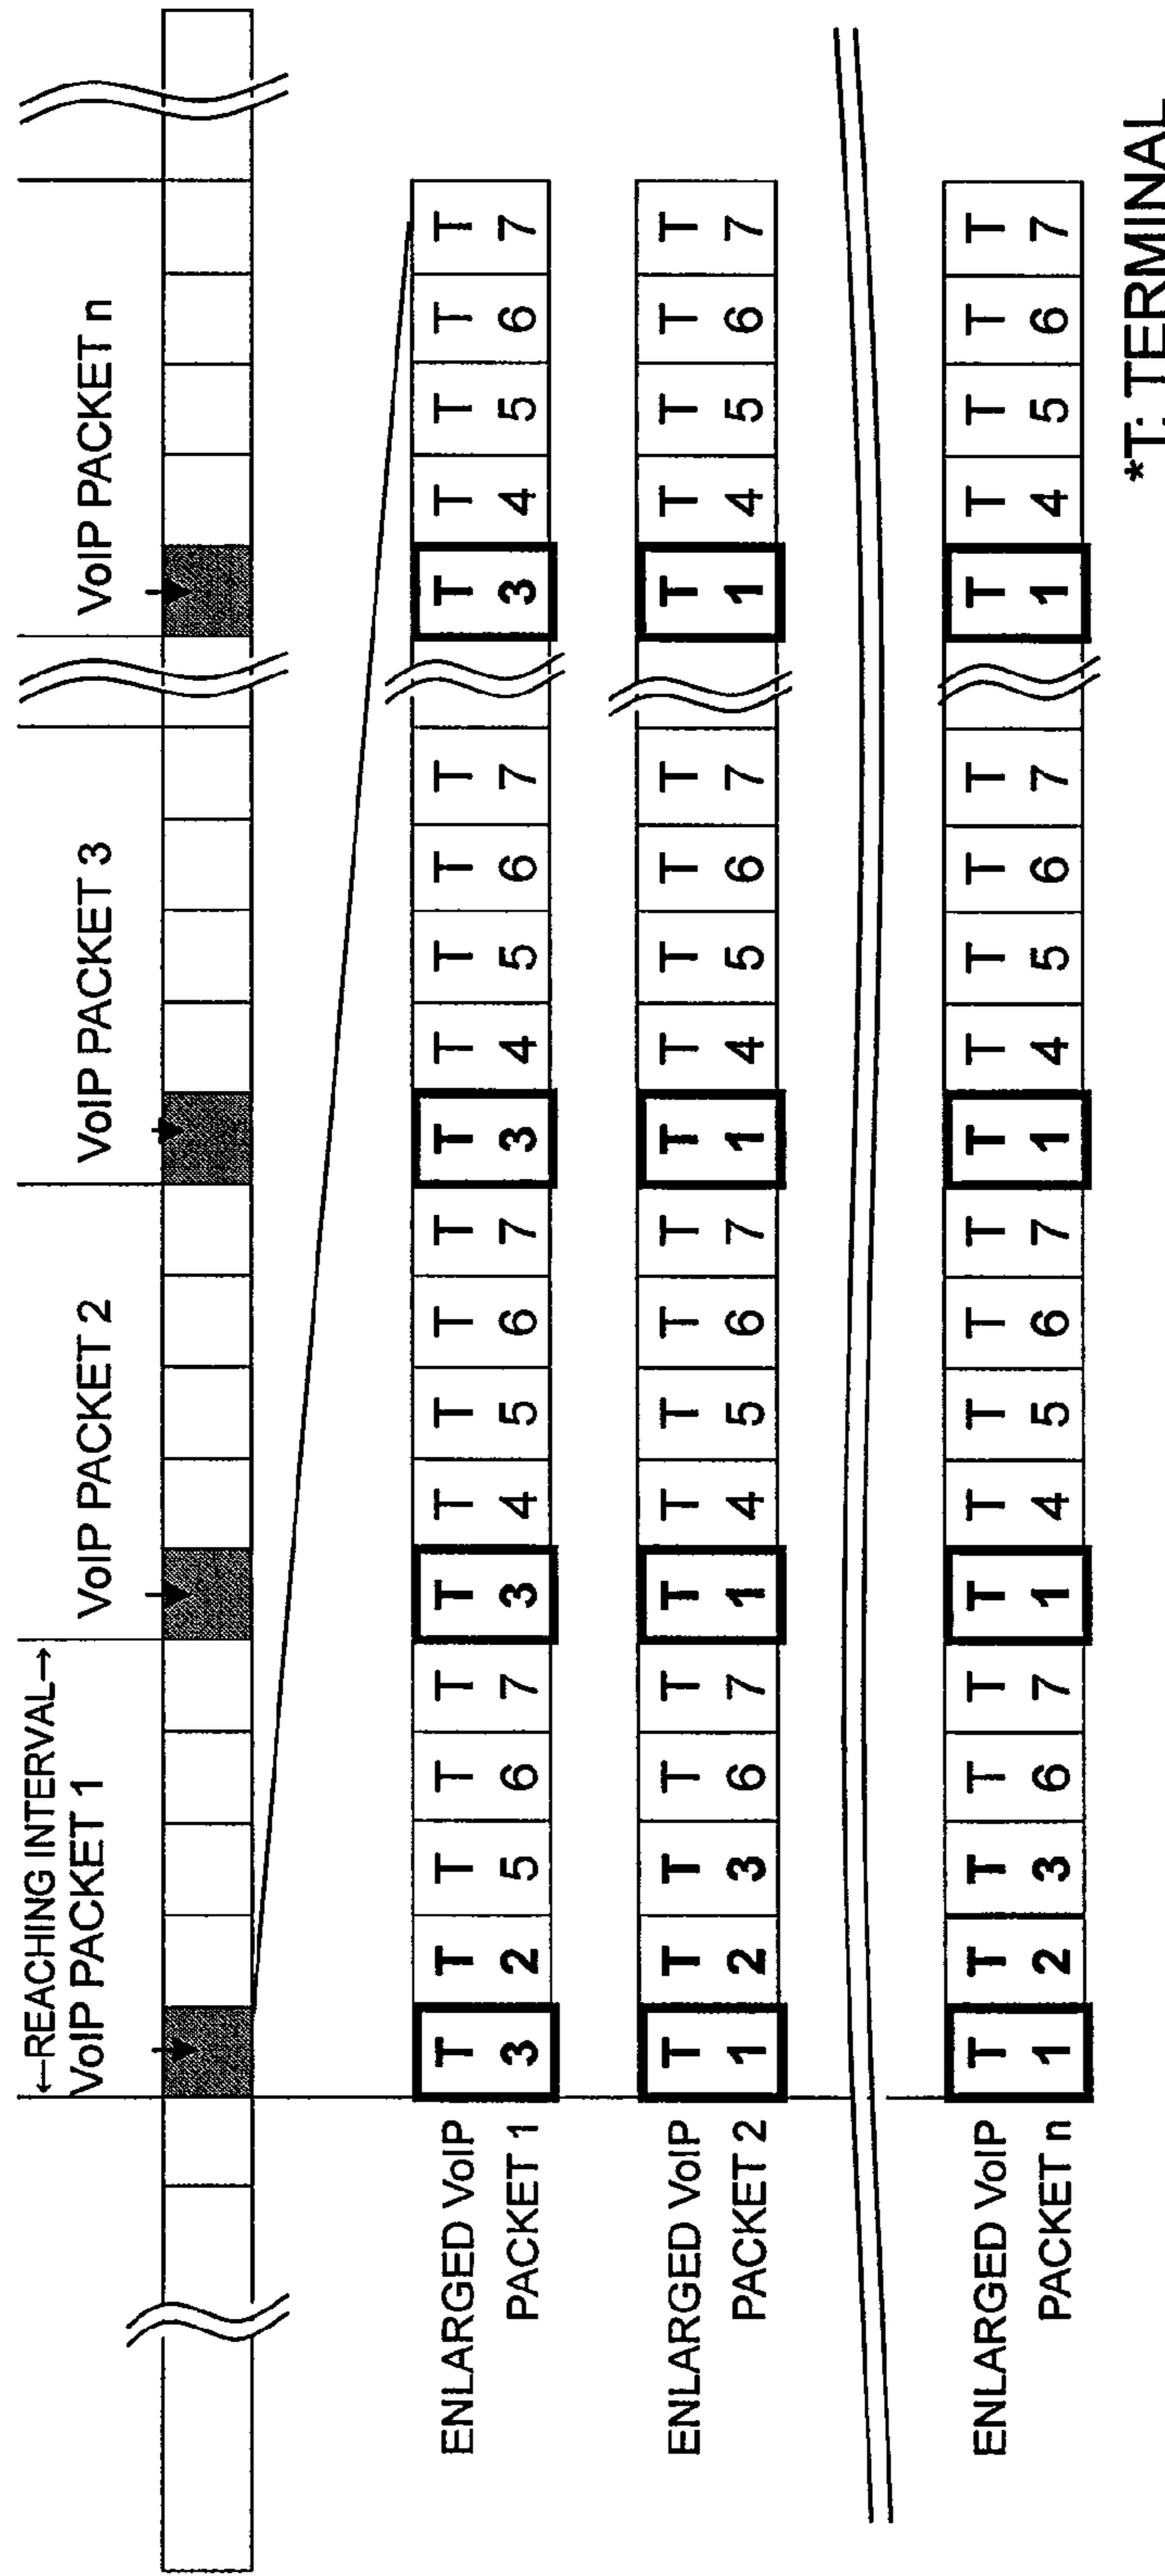 ←REACHING INTERVAL→
VoIP PACKET 1 VoIP PACKET 2 VoIP PACKET 3 VoIP PACKET n
ENLARGED VoIP T T T T T T T T T T T T T T T T T T T T
PACKET 1 3 2 5 6 7 3 4 5 6 7 3 4 5 6 7 3 4 5 6 7
ENLARGED VoIP T T T T T T T T T T T T T T T T T T T T
PACKET 2 1 2 3 6 7 1 4 5 6 7 1 4 5 6 7 1 4 5 6 7
ENLARGED VoIP T T T T T T T T T T T T T T T T T T T T
PACKET n 1 2 3 6 7 1 4 5 6 7 1 4 5 6 7 1 4 5 6 7
*T: TERMINAL